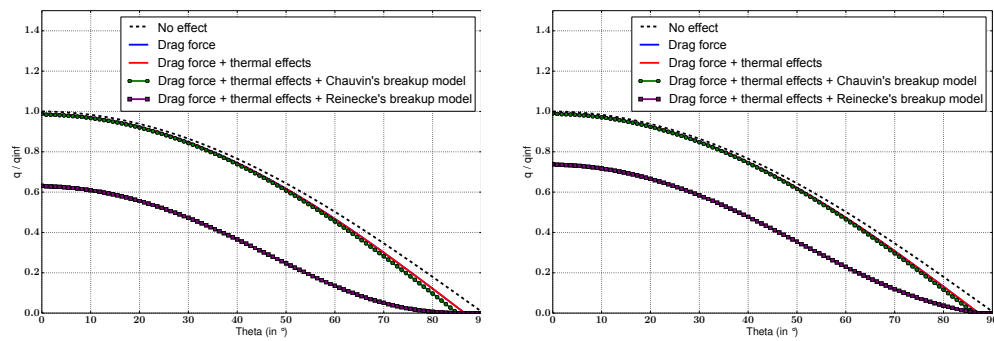 No effect
Drag force
Drag force + thermal effects
Drag force + thermal effects + Chauvin's breakup model
Drag force + thermal effects + Reinecke's breakup model
q / qinf
1.4
1.2
1.0
0.8
0.6
0.4
0.2
0.0
0 10 20 30 40 50 60 70 80 90
Theta (in °)
No effect
Drag force
Drag force + thermal effects
Drag force + thermal effects + Chauvin's breakup model
Drag force + thermal effects + Reinecke's breakup model
q / qinf
1.4
1.2
1.0
0.8
0.6
0.4
0.2
0.0
0 10 20 30 40 50 60 70 80 90
Theta (in °)